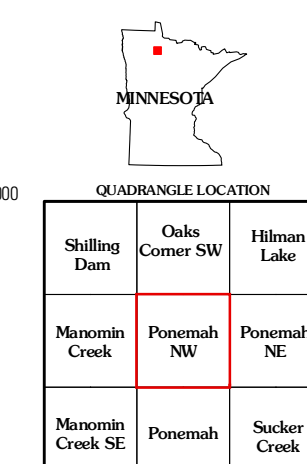 MINNESOTA
000
QUADRANGLE LOCATION
Shilling
Dam
Oaks
Corner SW
Hilman
Lake
Manomin
Creek
Ponemah
NW
Ponemah
NE
Manomin
Creek SE
Ponemah
Sucker
Creek